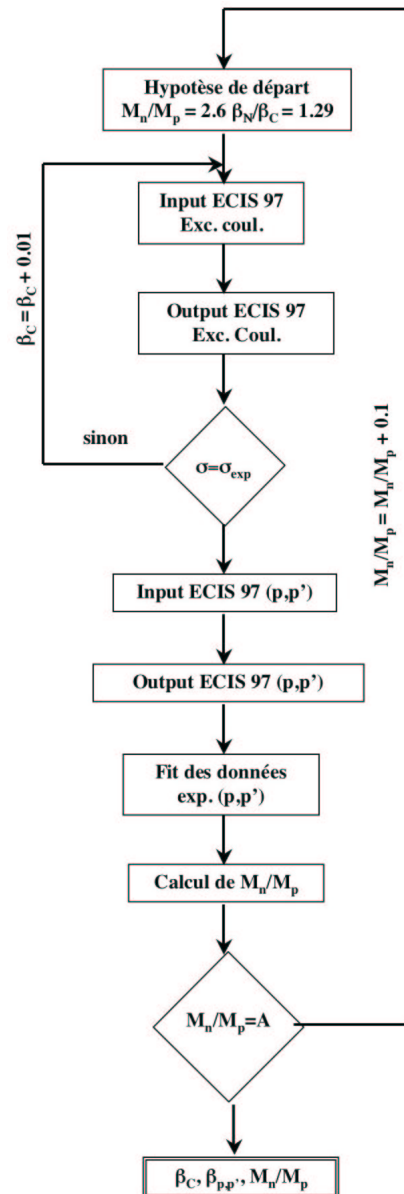 Hypotèse de départ
Mn/Mp = 2.6 βN/βC = 1.29
Input ECIS 97
Exc. coul.
βC = βC + 0.01
Output ECIS 97
Exc. Coul.
sinon
σ=σexp
Mn/Mp = Mn/Mp + 0.1
Input ECIS 97 (p,p’)
Output ECIS 97 (p,p’)
Fit des données
exp. (p,p’)
Calcul de Mn/Mp
Mn/Mp=A
βC, βp,p’, Mn/Mp